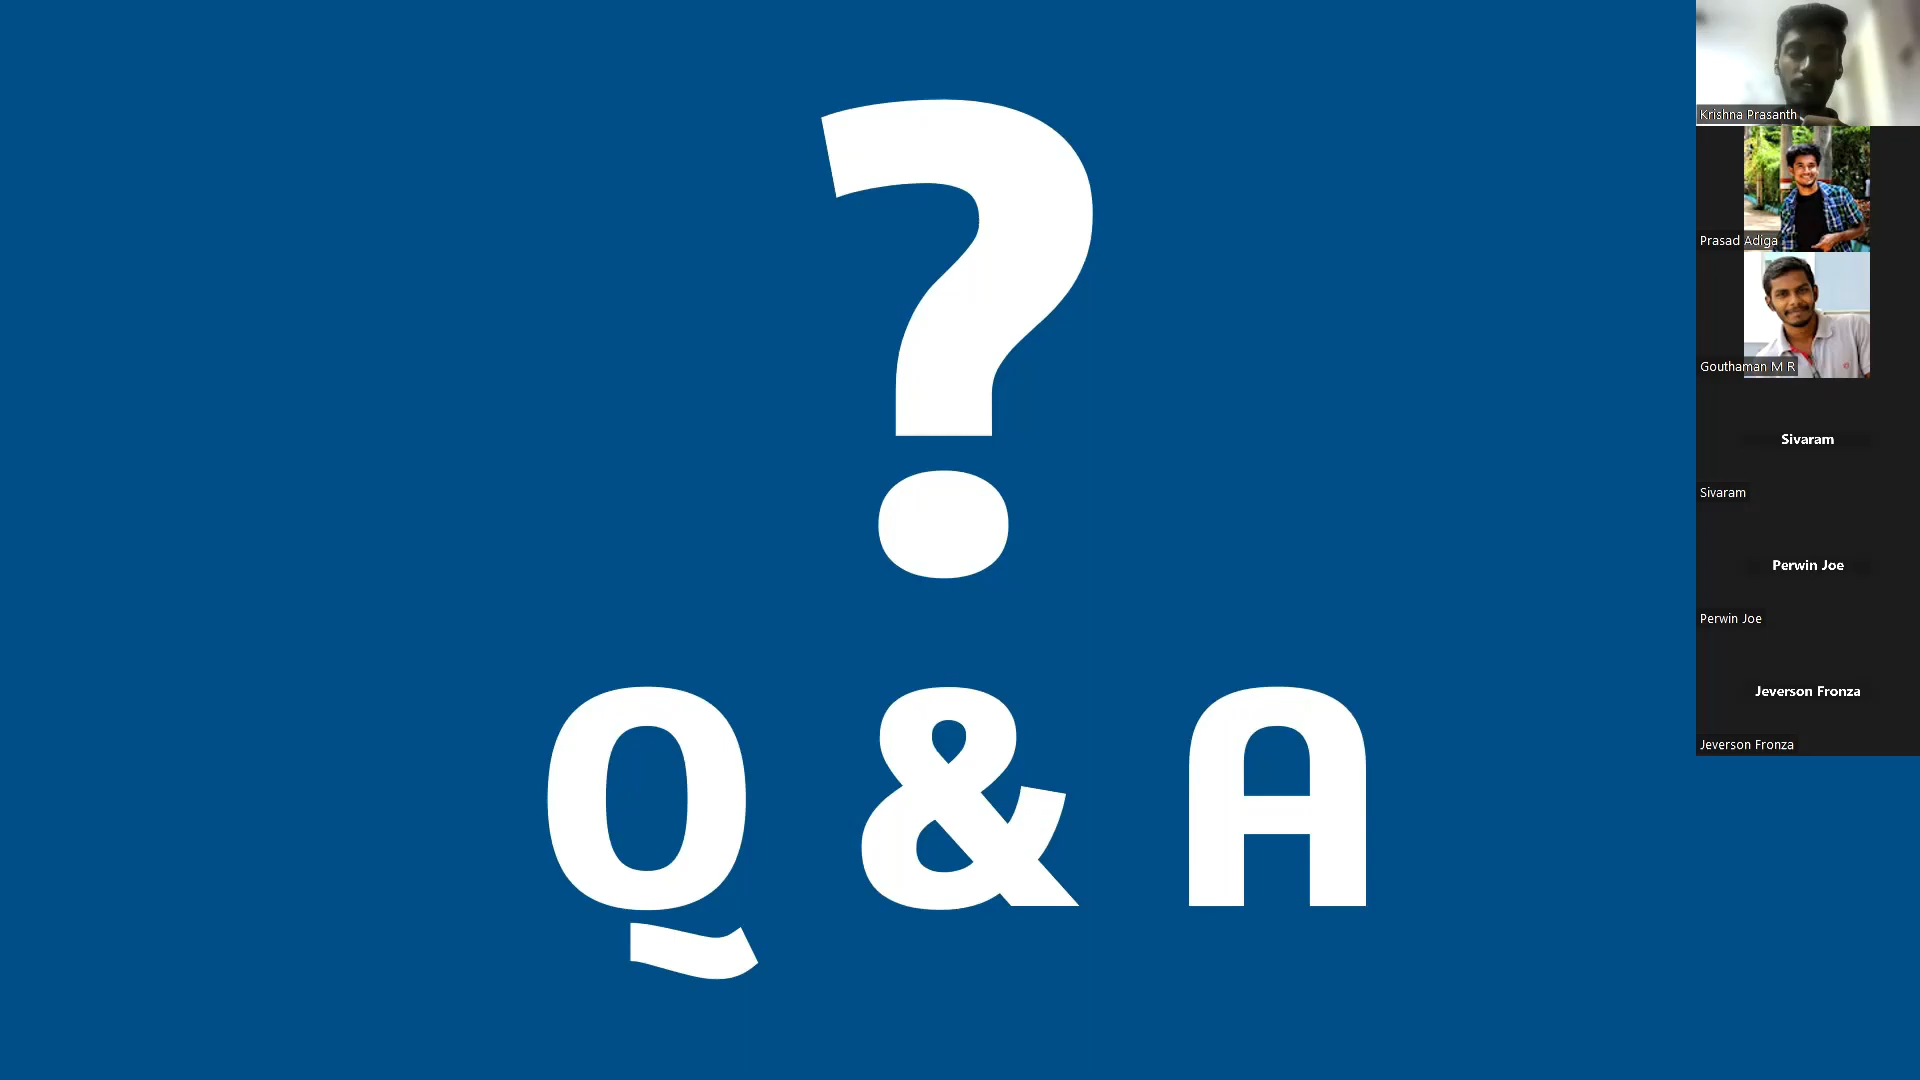 ?
Q & A
Krishna Prasanth
Prasad Adiga
Gouthaman M R
Sivaram
Sivaram
Perwin Joe
Perwin Joe
Jeverson Fronza
Jeverson Fronza